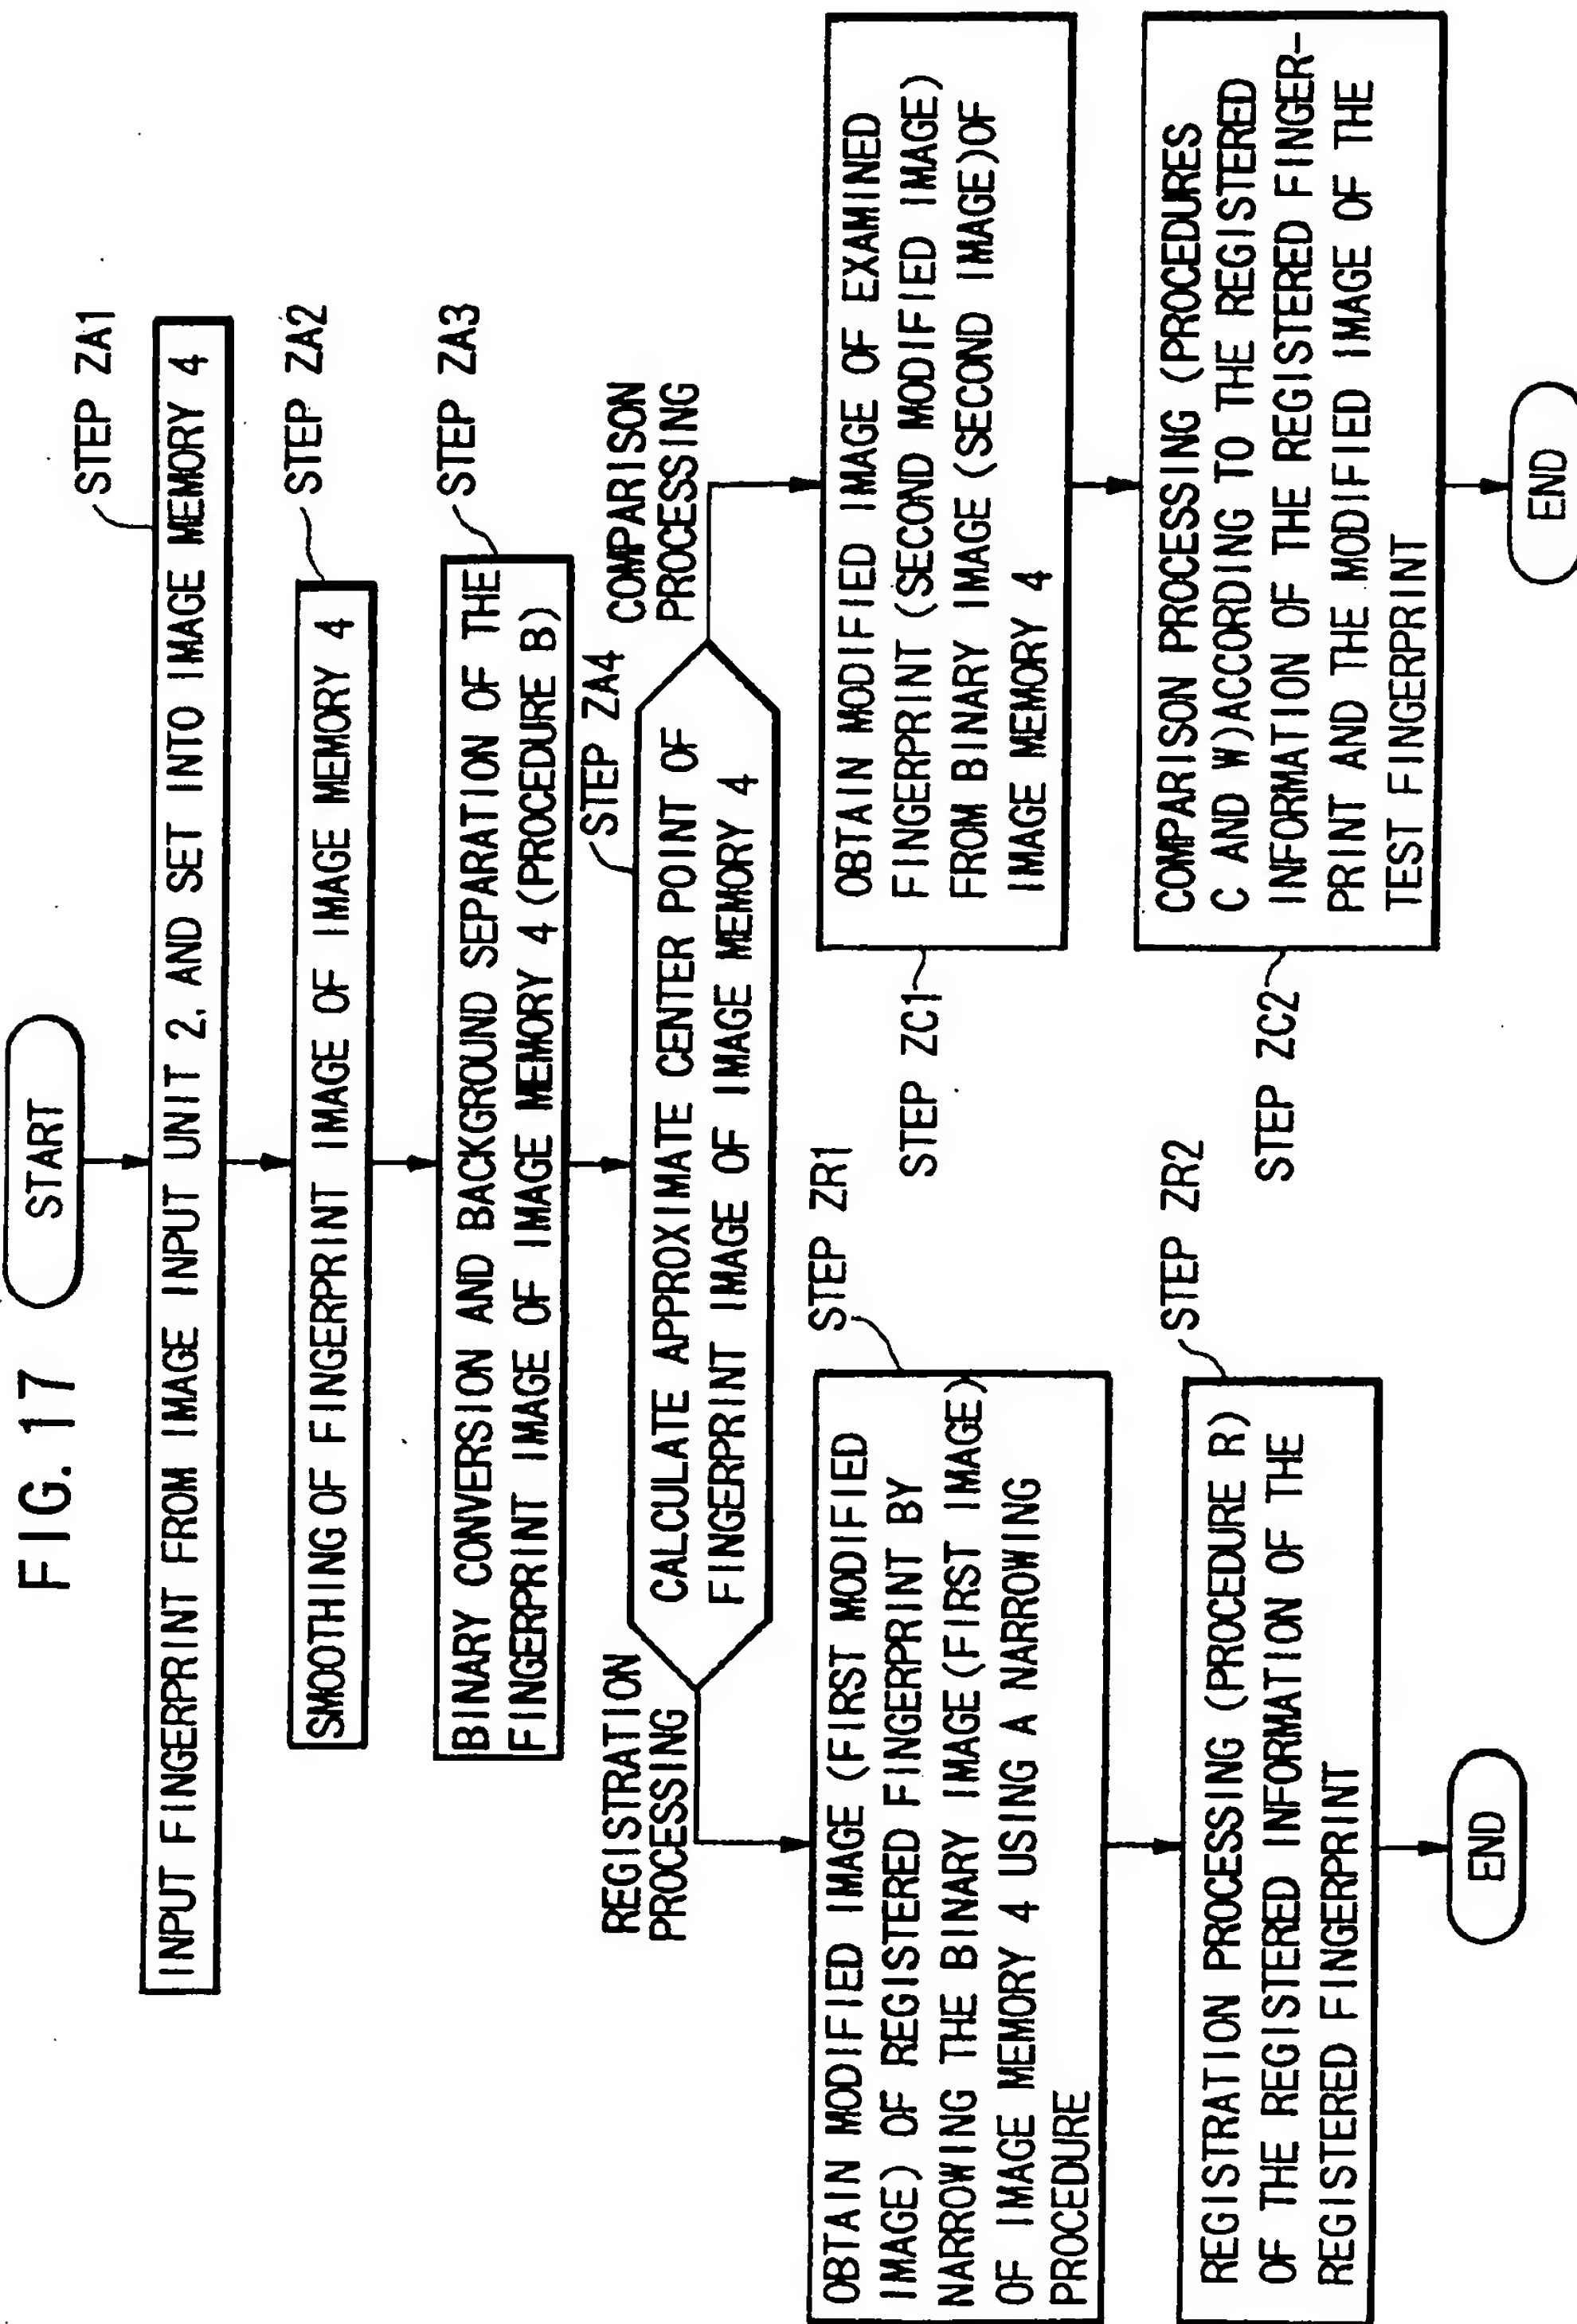 FIG. 17
START
STEP ZA1
INPUT FINGERPRINT FROM IMAGE INPUT UNIT 2, AND SET INTO IMAGE MEMORY 4
STEP ZA2
SMOOTHING OF FINGERPRINT IMAGE OF IMAGE MEMORY 4
STEP ZA3
BINARY CONVERSION AND BACKGROUND SEPARATION OF THE
FINGERPRINT IMAGE OF IMAGE MEMORY 4 (PROCEDURE B)
STEP ZA4
CALCULATE APPROXIMATE CENTER POINT OF
FINGERPRINT IMAGE OF IMAGE MEMORY 4
REGISTRATION
PROCESSING
COMPARISON
PROCESSING
STEP ZR1
OBTAIN MODIFIED IMAGE (FIRST MODIFIED
IMAGE) OF REGISTERED FINGERPRINT BY
NARROWING THE BINARY IMAGE (FIRST IMAGE)
OF IMAGE MEMORY 4 USING A NARROWING
PROCEDURE
STEP ZR2
REGISTRATION PROCESSING (PROCEDURE R)
OF THE REGISTERED INFORMATION OF THE
REGISTERED FINGERPRINT
END
STEP ZC1
OBTAIN MODIFIED IMAGE OF EXAMINED
FINGERPRINT (SECOND MODIFIED IMAGE)
FROM BINARY IMAGE (SECOND IMAGE) OF
IMAGE MEMORY 4
STEP ZC2
COMPARISON PROCESSING (PROCEDURES
C AND W) ACCORDING TO THE REGISTERED
INFORMATION OF THE REGISTERED FINGER-
PRINT AND THE MODIFIED IMAGE OF THE
TEST FINGERPRINT
END